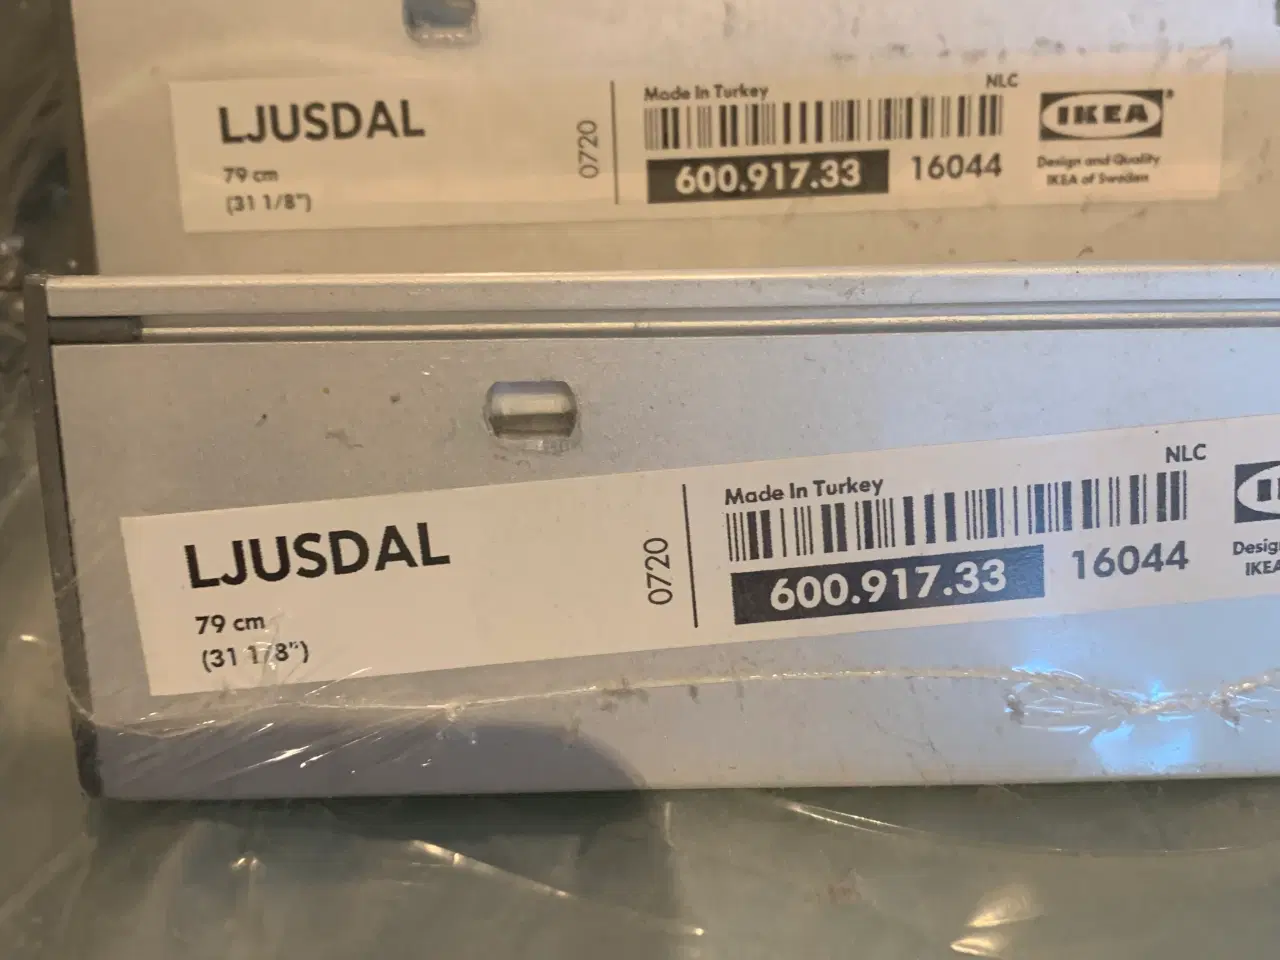 LJUSDAL
79 cm
(31 1/8")
0720
Made In Turkey
NLC
600.917.33
16044
IKEA®
Design and Quality
IKEA of Sweden
LJUSDAL
79 cm
(31 1/8")
0720
Made In Turkey
NLC
600.917.33
16044